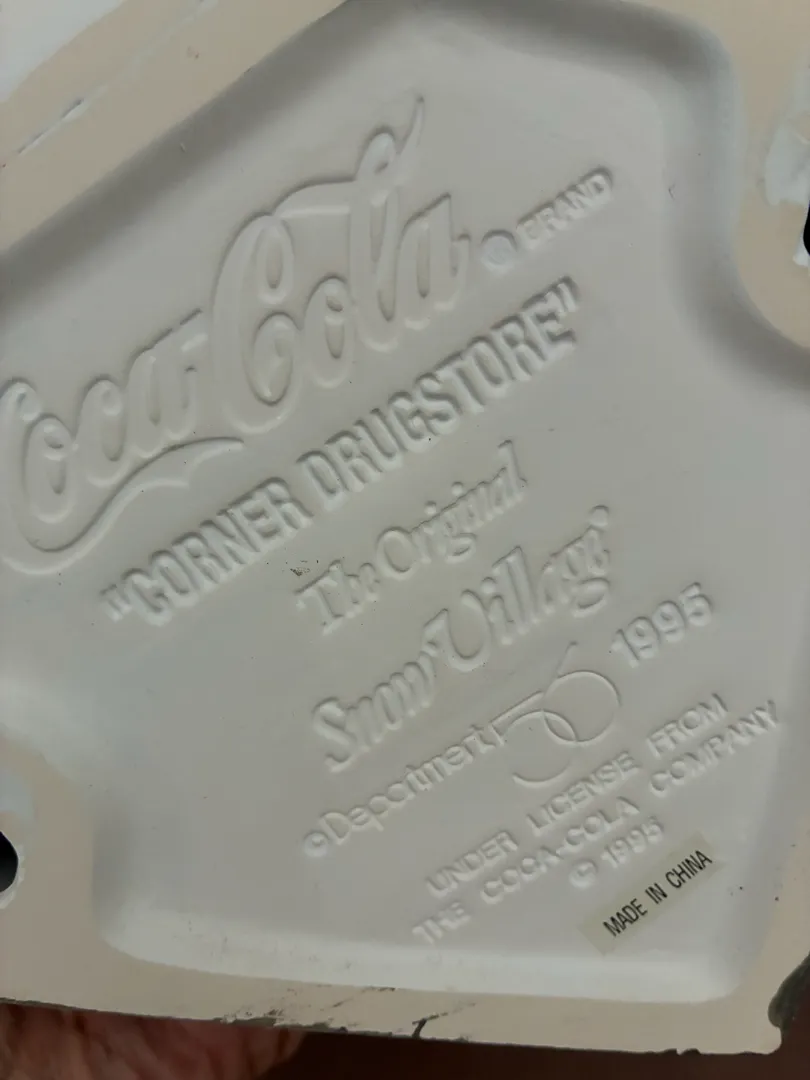 Coca-Cola ® BRAND
"CORNER DRUGSTORE"
The Original
Snow Village®
©Department 56 1995
UNDER LICENSE FROM
THE COCA-COLA COMPANY
© 1995
MADE IN CHINA